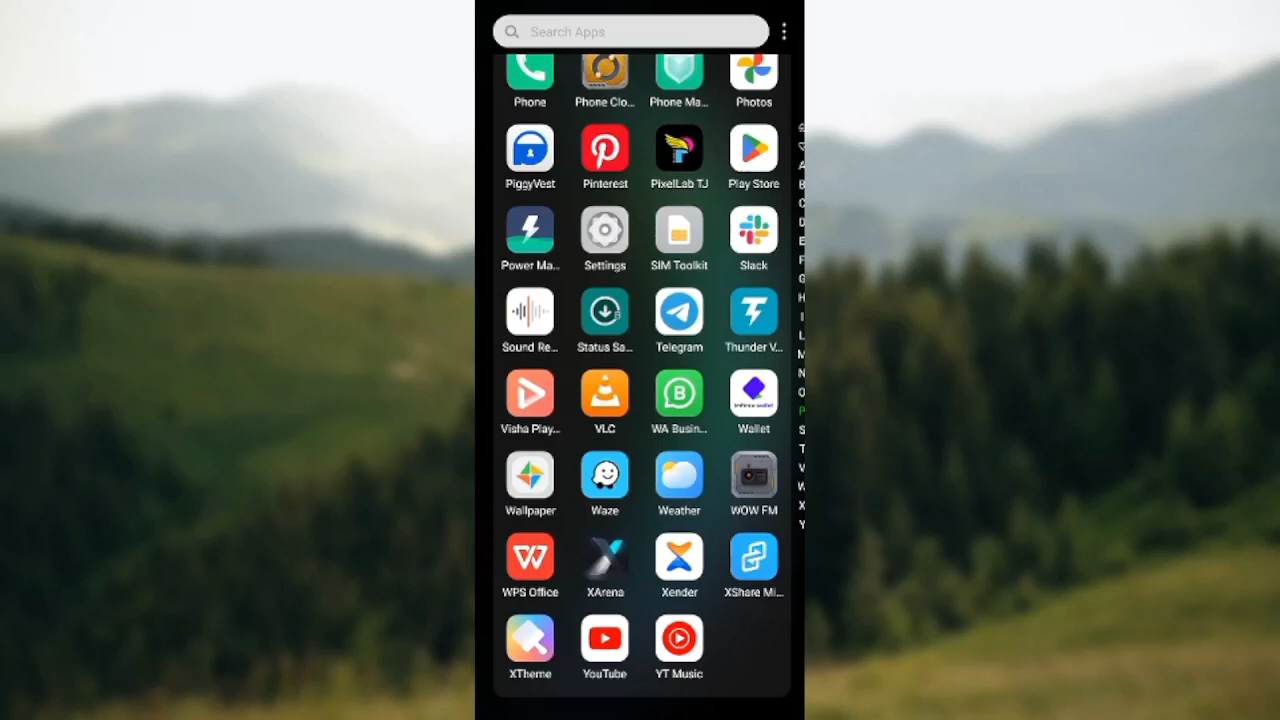 Search Apps
Phone Phone Clo... Phone Ma... Photos
PiggyVest Pinterest PixelLab TJ Play Store
Power Ma... Settings SIM Toolkit Slack
Sound Re... Status Sa... Telegram Thunder V...
Visha Play... VLC WA Busin... Wallet
Wallpaper Waze Weather WOW FM
WPS Office XArena Xender XShare Mi...
XTheme YouTube YT Music
A
B
C
D
E
F
G
H
I
L
M
N
O
P
S
T
V
W
X
Y